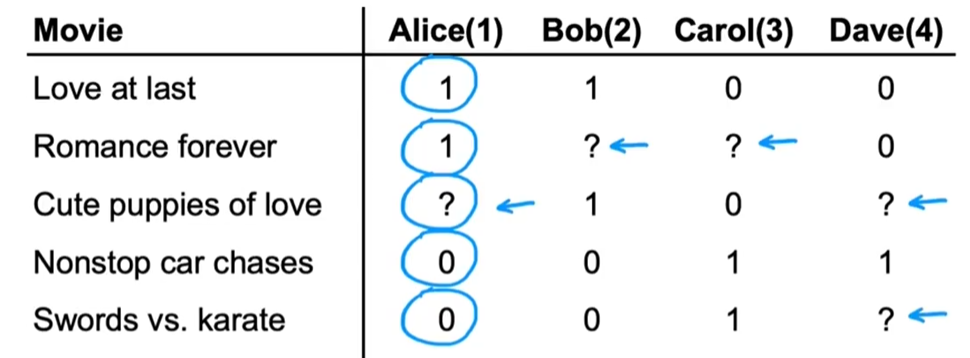 Movie Alice(1) Bob(2) Carol(3) Dave(4)
Love at last 1 1 0 0
Romance forever 1 ? ? 0
Cute puppies of love ? 1 0 ?
Nonstop car chases 0 0 1 1
Swords vs. karate 0 0 1 ?